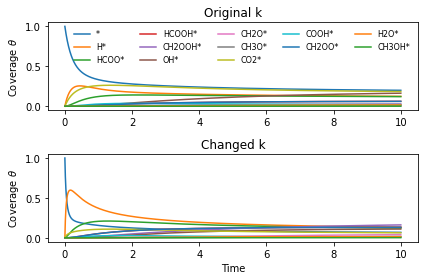 Original k
* HCOOH* CH2O* COOH* H2O*
H* CH2OOH* CH3O* CH2OO* CH3OH*
HCOO* OH* CO2*
Coverage θ
1.0
0.5
0.0
0 2 4 6 8 10
Changed k
Coverage θ
1.0
0.5
0.0
0 2 4 6 8 10
Time